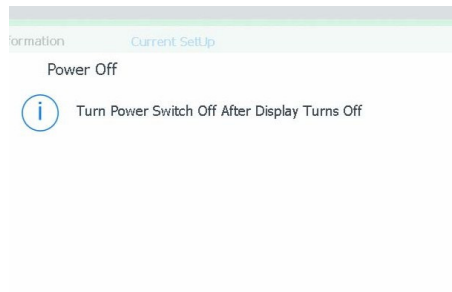 formation Current SetUp
Power Off
i
Turn Power Switch Off After Display Turns Off